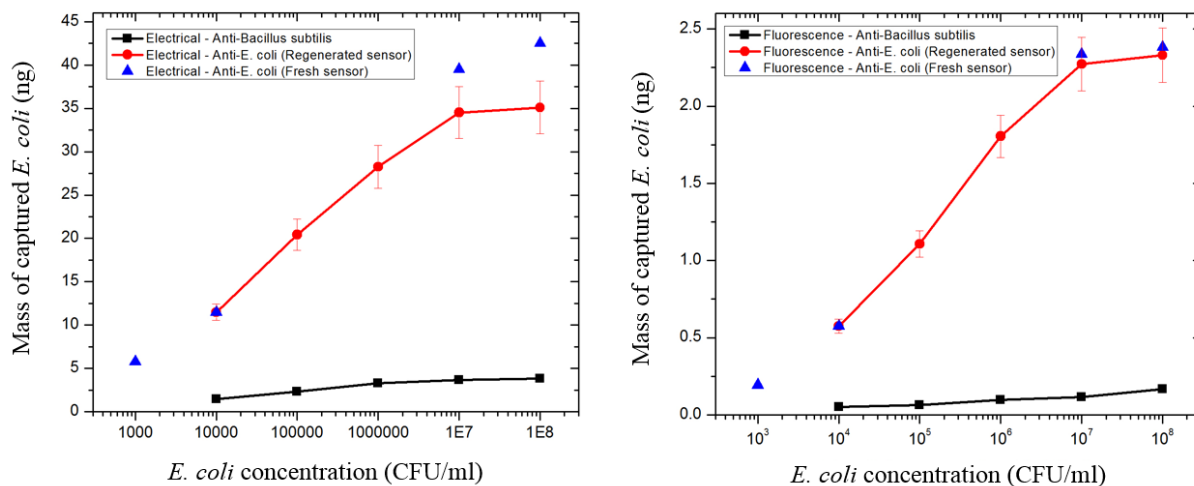 Electrical - Anti-Bacillus subtilis
Electrical - Anti-E. coli (Regenerated sensor)
Electrical - Anti-E. coli (Fresh sensor)
45
40
35
30
25
20
15
10
5
0
Mass of captured E. coli (ng)
1000 10000 100000 1000000 1E7 1E8
E. coli concentration (CFU/ml)
Fluorescence - Anti-Bacillus subtilis
Fluorescence - Anti-E. coli (Regenerated sensor)
Fluorescence - Anti-E. coli (Fresh sensor)
2.5
2.0
1.5
1.0
0.5
0.0
Mass of captured E. coli (ng)
10³ 10⁴ 10⁵ 10⁶ 10⁷ 10⁸
E. coli concentration (CFU/ml)